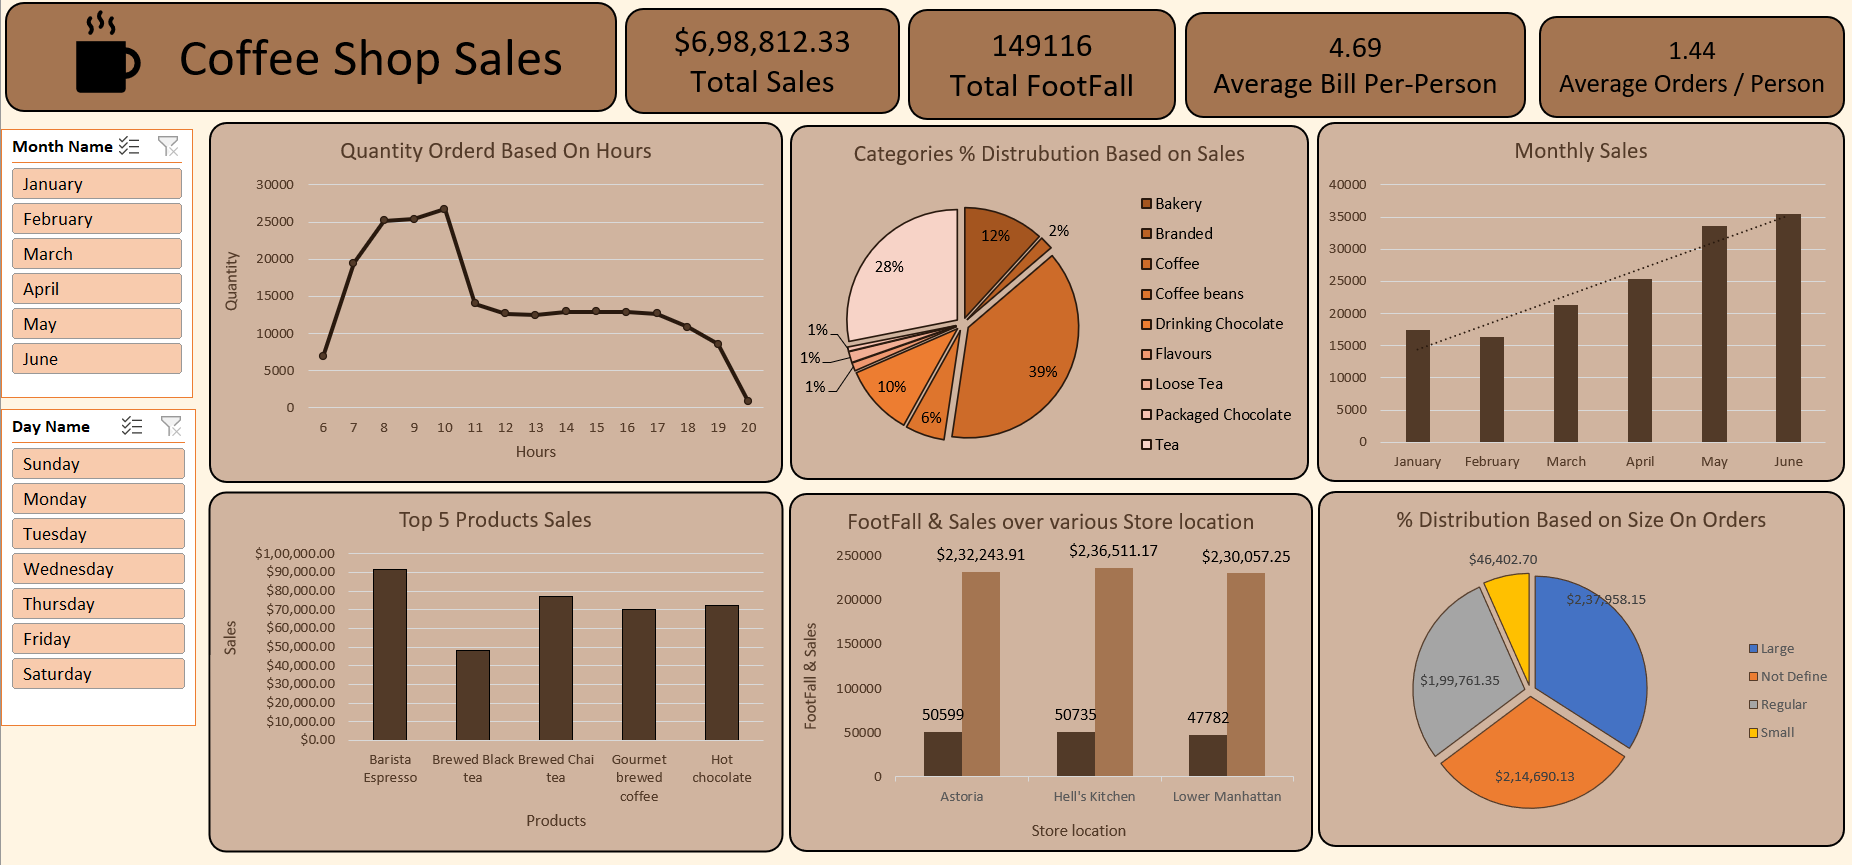 Coffee Shop Sales
$6,98,812.33
Total Sales
149116
Total FootFall
4.69
Average Bill Per-Person
1.44
Average Orders / Person
Month Name
January
February
March
April
May
June
Day Name
Sunday
Monday
Tuesday
Wednesday
Thursday
Friday
Saturday
Quantity Orderd Based On Hours
Quantity
30000
25000
20000
15000
10000
5000
0
6 7 8 9 10 11 12 13 14 15 16 17 18 19 20
Hours
Categories % Distrubution Based on Sales
12%
2%
39%
6%
10%
1%
1%
1%
28%
Bakery
Branded
Coffee
Coffee beans
Drinking Chocolate
Flavours
Loose Tea
Packaged Chocolate
Tea
Monthly Sales
40000
35000
30000
25000
20000
15000
10000
5000
0
January February March April May June
Top 5 Products Sales
Sales
$1,00,000.00
$90,000.00
$80,000.00
$70,000.00
$60,000.00
$50,000.00
$40,000.00
$30,000.00
$20,000.00
$10,000.00
$0.00
Barista
Espresso
Brewed Black
tea
Brewed Chai
tea
Gourmet
brewed
coffee
Hot
chocolate
Products
FootFall & Sales over various Store location
FootFall & Sales
250000
200000
150000
100000
50000
0
$2,32,243.91
$2,36,511.17
$2,30,057.25
50599
50735
47782
Astoria Hell's Kitchen Lower Manhattan
Store location
% Distribution Based on Size On Orders
$46,402.70
$2,37,958.15
$1,99,761.35
$2,14,690.13
Large
Not Define
Regular
Small